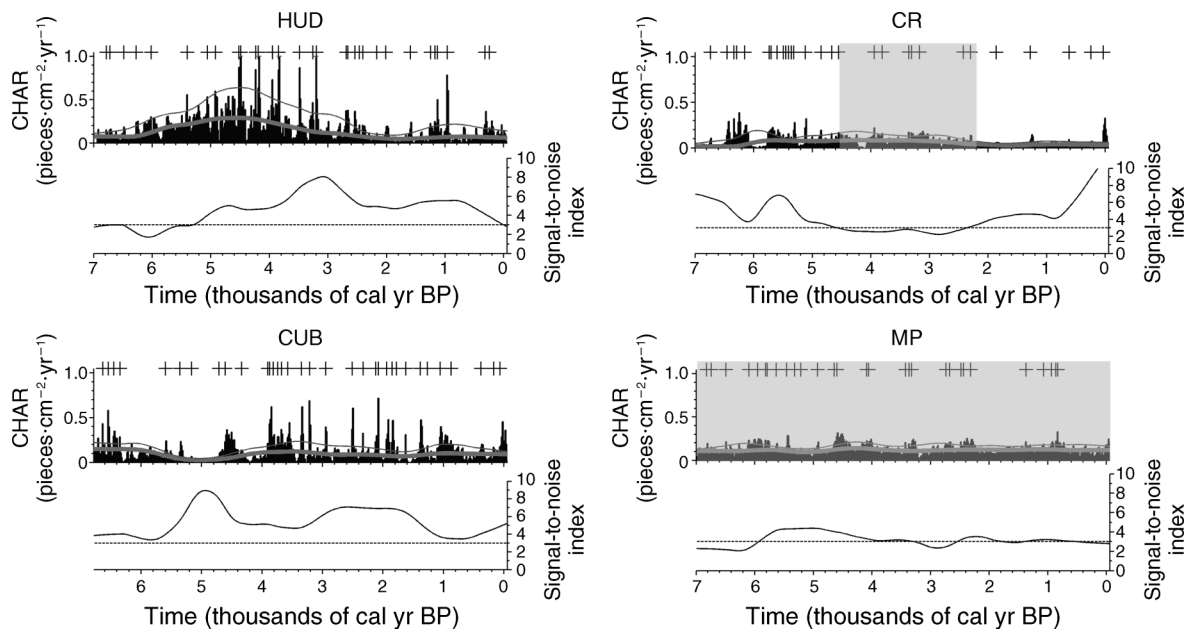 HUD
CHAR
(pieces·cm⁻²·yr⁻¹)
1.0
0.5
0
10
8
6
4
2
0
Signal-to-noise
index
7 6 5 4 3 2 1 0
Time (thousands of cal yr BP)
CR
CHAR
(pieces·cm⁻²·yr⁻¹)
1.0
0.5
0
10
8
6
4
2
0
Signal-to-noise
index
7 6 5 4 3 2 1 0
Time (thousands of cal yr BP)
CUB
CHAR
(pieces·cm⁻²·yr⁻¹)
1.0
0.5
0
10
8
6
4
2
0
Signal-to-noise
index
6 5 4 3 2 1 0
Time (thousands of cal yr BP)
MP
CHAR
(pieces·cm⁻²·yr⁻¹)
1.0
0.5
0
10
8
6
4
2
0
Signal-to-noise
index
7 6 5 4 3 2 1 0
Time (thousands of cal yr BP)